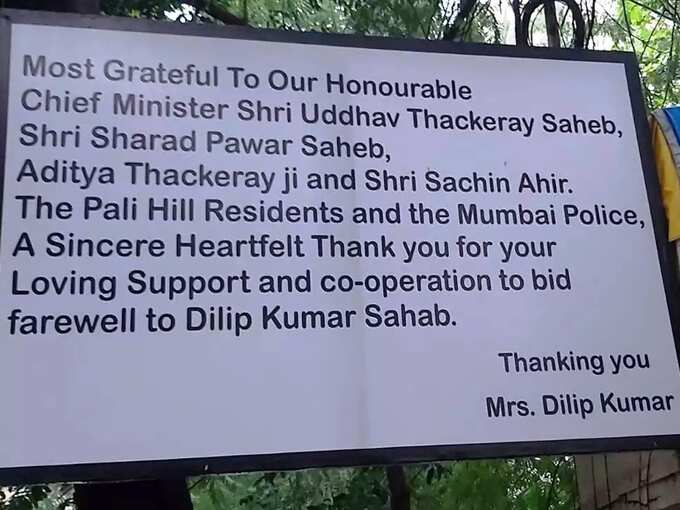 Most Grateful To Our Honourable
Chief Minister Shri Uddhav Thackeray Saheb,
Shri Sharad Pawar Saheb,
Aditya Thackeray ji and Shri Sachin Ahir.
The Pali Hill Residents and the Mumbai Police,
A Sincere Heartfelt Thank you for your
Loving Support and co-operation to bid
farewell to Dilip Kumar Sahab.
Thanking you
Mrs. Dilip Kumar